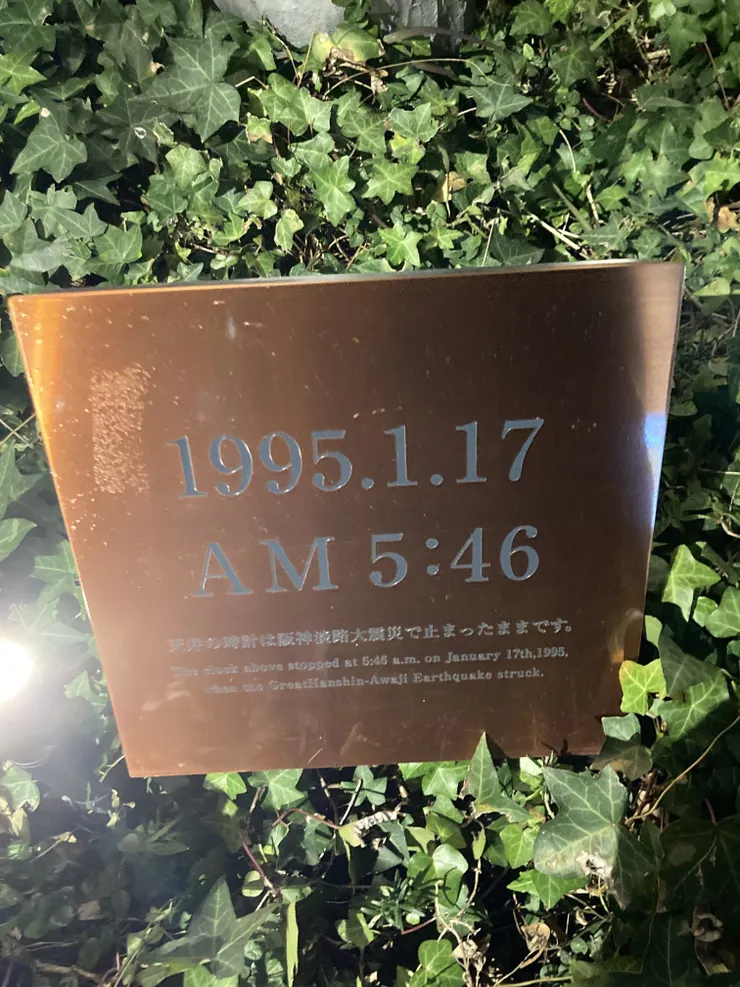 1995.1.17
AM 5:46
天井の時計は阪神淡路大震災で止まったままです。
The clock above stopped at 5:46 a.m. on January 17th,1995,
when the GreatHanshin-Awaji Earthquake struck.